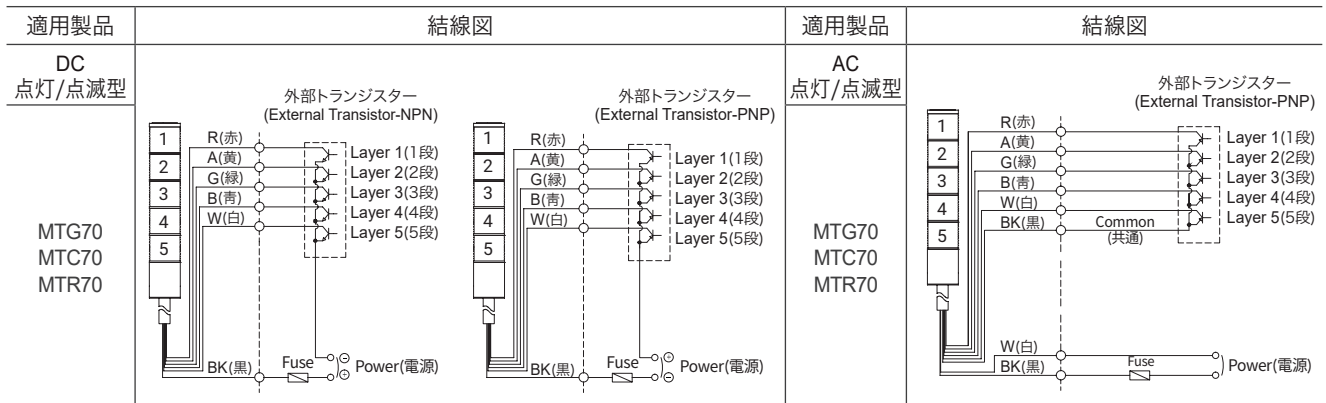 適用製品 結線図 適用製品 結線図
DC
点灯/点滅型
MTG70
MTC70
MTR70
外部トランジスター
(External Transistor-NPN)
1
2
3
4
5
R(赤)
A(黄)
G(緑)
B(青)
W(白)
Layer 1(1段)
Layer 2(2段)
Layer 3(3段)
Layer 4(4段)
Layer 5(5段)
BK(黒) Fuse ⊖ ⊕ Power(電源)
外部トランジスター
(External Transistor-PNP)
1
2
3
4
5
R(赤)
A(黄)
G(緑)
B(青)
W(白)
Layer 1(1段)
Layer 2(2段)
Layer 3(3段)
Layer 4(4段)
Layer 5(5段)
BK(黒) Fuse ⊕ ⊖ Power(電源)
AC
点灯/点滅型
MTG70
MTC70
MTR70
外部トランジスター
(External Transistor-PNP)
1
2
3
4
5
R(赤)
A(黄)
G(緑)
B(青)
W(白)
BK(黒) Common
(共通)
Layer 1(1段)
Layer 2(2段)
Layer 3(3段)
Layer 4(4段)
Layer 5(5段)
W(白)
BK(黒) Fuse Power(電源)